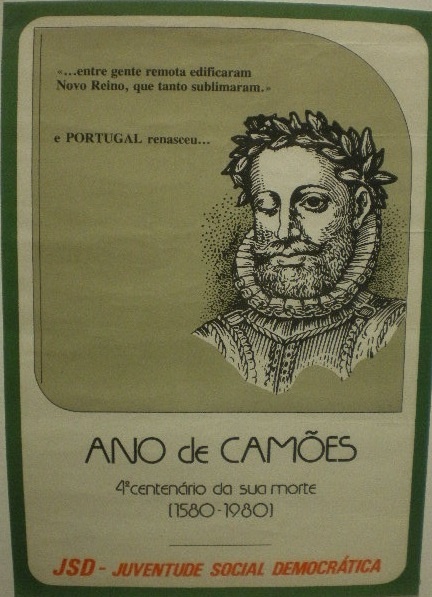 «...entre gente remota edificaram
Novo Reino, que tanto sublimaram.»
e PORTUGAL renasceu...
ANO de CAMÕES
4º centenário da sua morte
(1580-1980)
JSD - JUVENTUDE SOCIAL DEMOCRÁTICA